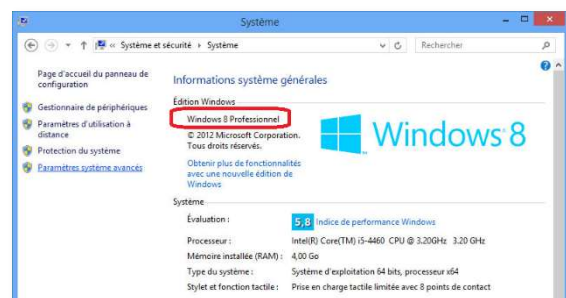 Système
Système et sécurité
Système
Rechercher
Page d'accueil du panneau de
configuration
Gestionnaire de périphériques
Paramètres d'utilisation à
distance
Protection du système
Paramètres système avancés
Informations système générales
Édition Windows
Windows 8 Professionnel
© 2012 Microsoft Corporation.
Tous droits réservés.
Obtenir plus de fonctionnalités
avec une nouvelle édition de
Windows
Windows 8
Système
Évaluation :
5,8 Indice de performance Windows
Processeur : Intel(R) Core(TM) i5-4460 CPU @ 3.20GHz 3.20 GHz
Mémoire installée (RAM) : 4,00 Go
Type du système : Système d'exploitation 64 bits, processeur x64
Stylet et fonction tactile : Prise en charge tactile limitée avec 8 points de contact